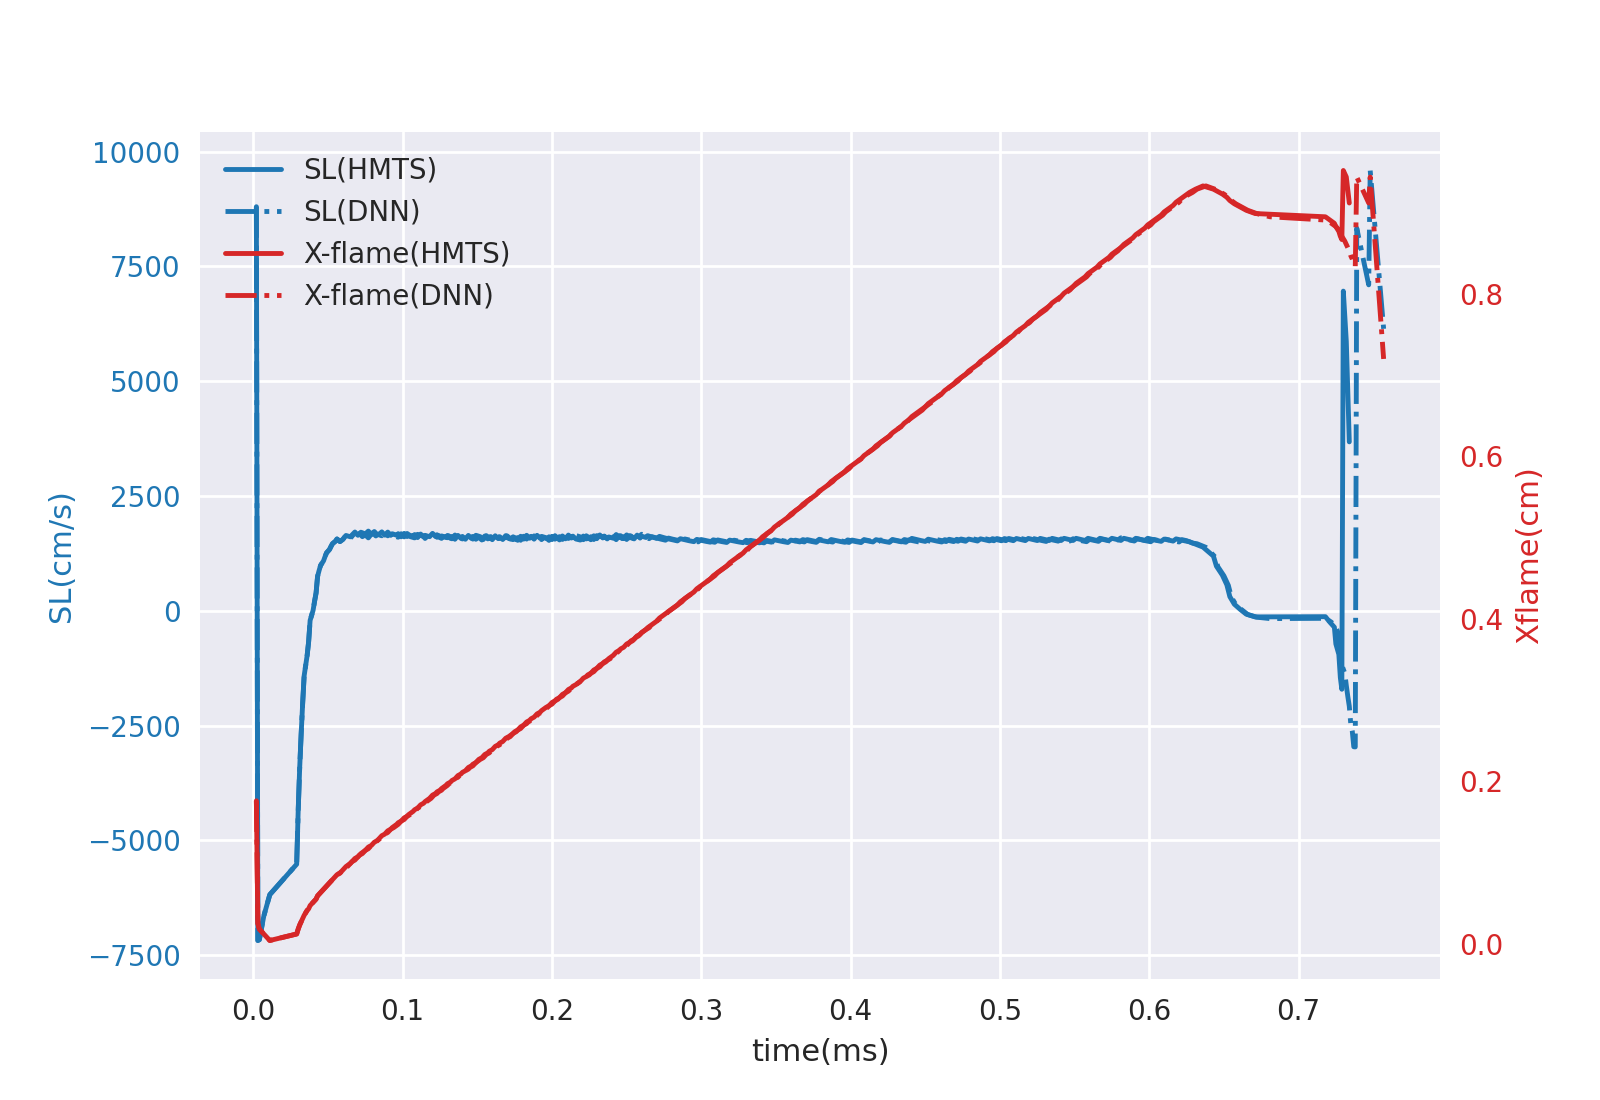 10000
7500
5000
2500
0
−2500
−5000
−7500
SL(cm/s)
SL(HMTS)
SL(DNN)
X-flame(HMTS)
X-flame(DNN)
0.8
0.6
0.4
0.2
0.0
Xflame(cm)
0.0 0.1 0.2 0.3 0.4 0.5 0.6 0.7
time(ms)